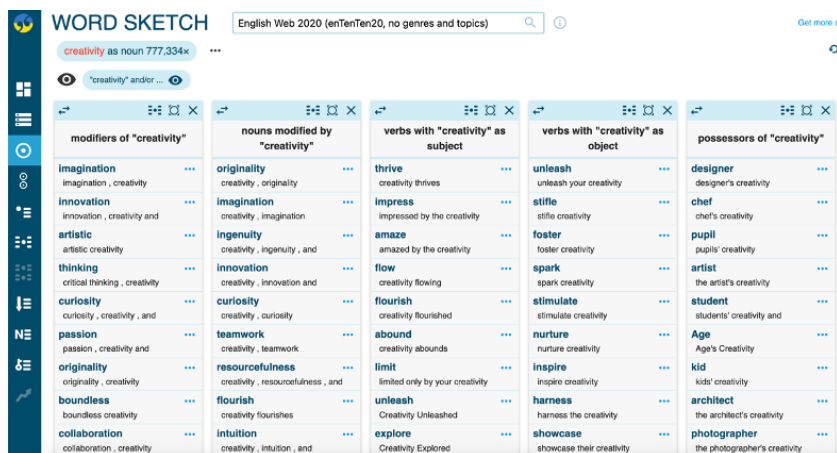 WORD SKETCH
English Web 2020 (enTenTen20, no genres and topics)
Get more s
creativity as noun 777,334×
"creativity" and/or ...
modifiers of "creativity"
imagination
imagination , creativity
innovation
innovation , creativity and
artistic
artistic creativity
thinking
critical thinking , creativity
curiosity
curiosity , creativity , and
passion
passion , creativity and
originality
originality , creativity
boundless
boundless creativity
collaboration
collaboration , creativity
nouns modified by
"creativity"
originality
creativity , originality
imagination
creativity , imagination
ingenuity
creativity , ingenuity , and
innovation
creativity , innovation and
curiosity
creativity , curiosity
teamwork
creativity , teamwork
resourcefulness
creativity , resourcefulness , and
flourish
creativity flourishes
intuition
creativity , intuition , and
verbs with "creativity" as
subject
thrive
creativity thrives
impress
impressed by the creativity
amaze
amazed by the creativity
flow
creativity flowing
flourish
creativity flourished
abound
creativity abounds
limit
limited only by your creativity
unleash
Creativity Unleashed
explore
Creativity Explored
verbs with "creativity" as
object
unleash
unleash your creativity
stifle
stifle creativity
foster
foster creativity
spark
spark creativity
stimulate
stimulate creativity
nurture
nurture creativity
inspire
inspire creativity
harness
harness the creativity
showcase
showcase their creativity
possessors of "creativity"
designer
designer's creativity
chef
chef's creativity
pupil
pupils' creativity
artist
the artist's creativity
student
students' creativity and
Age
Age's Creativity
kid
kids' creativity
architect
the architect's creativity
photographer
the photographer's creativity